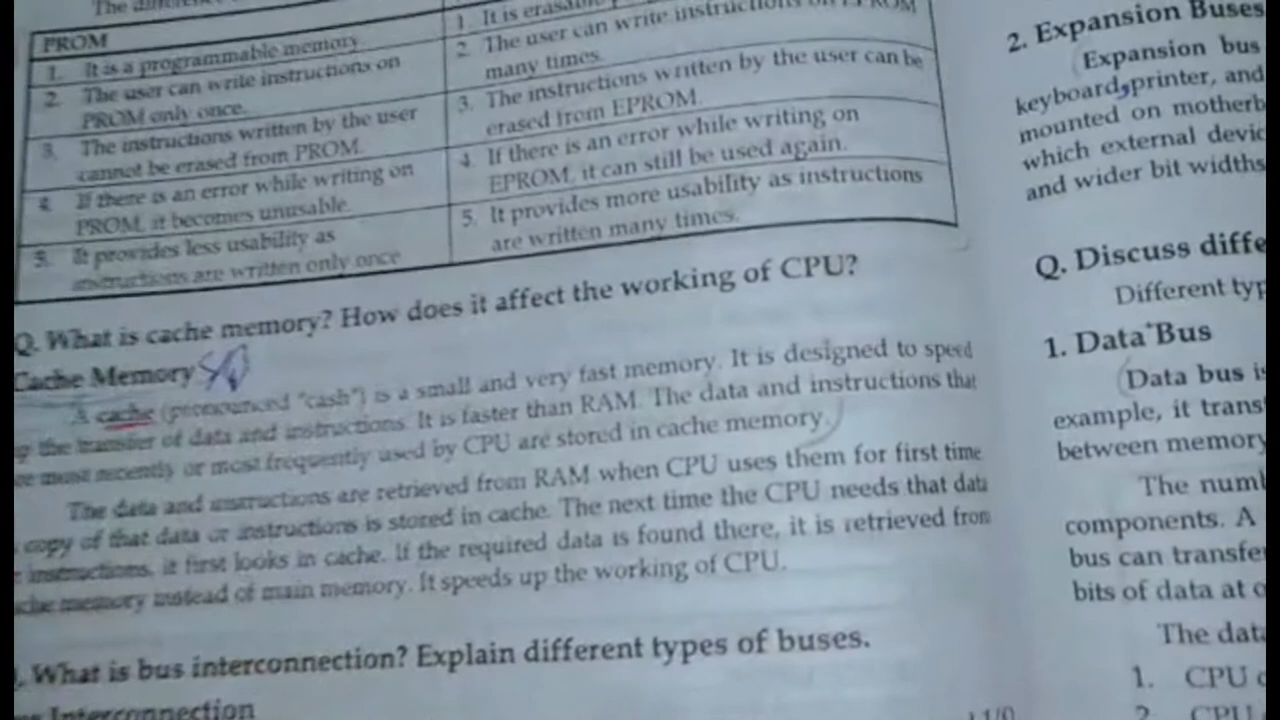 The difference
PROM
1. It is a programmable memory.
2. The user can write instructions on
PROM only once.
3. The instructions written by the user
cannot be erased from PROM.
4. If there is an error while writing on
PROM, it becomes unusable.
5. It provides less usability as
instructions are written only once
1. It is
2. The user can write instructions on EPROM
many times.
3. The instructions written by the user can be
erased from EPROM.
4. If there is an error while writing on
EPROM, it can still be used again.
5. It provides more usability as instructions
are written many times.
Q. What is cache memory? How does it affect the working of CPU?
Cache Memory
A cache (pronounced "cash") is a small and very fast memory. It is designed to speed
the transfer of data and instructions. It is faster than RAM. The data and instructions that
most recently or most frequently used by CPU are stored in cache memory.
The data and instructions are retrieved from RAM when CPU uses them for first time
copy of that data or instructions is stored in cache. The next time the CPU needs that data
instructions, it first looks in cache. If the required data is found there, it is retrieved from
memory instead of main memory. It speeds up the working of CPU.
. What is bus interconnection? Explain different types of buses.
Interconnection
2. Expansion Buses
Expansion bus
keyboard, printer, and
mounted on motherb
which external devic
and wider bit widths
Q. Discuss diffe
Different typ
1. Data Bus
Data bus is
example, it trans
between memory
The numb
components. A
bus can transfe
bits of data at o
The data
1. CPU
2. CPU